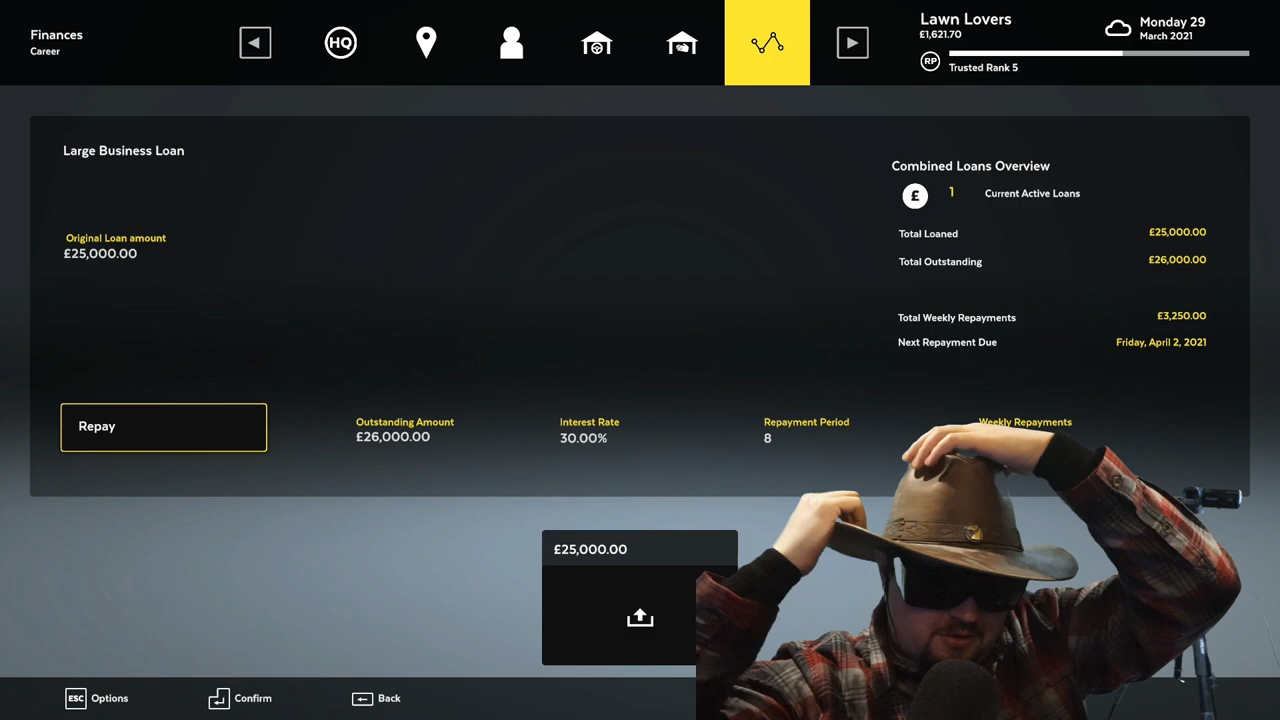 Finances
Career
HQ
Lawn Lovers
£1,621.70
Monday 29
March 2021
RP
Trusted Rank 5
Large Business Loan
Original Loan amount
£25,000.00
Combined Loans Overview
£ 1 Current Active Loans
Total Loaned £25,000.00
Total Outstanding £26,000.00
Total Weekly Repayments £3,250.00
Next Repayment Due Friday, April 2, 2021
Repay
Outstanding Amount
£26,000.00
Interest Rate
30.00%
Repayment Period
8
Weekly Repayments
£25,000.00
ESC Options
Confirm
Back